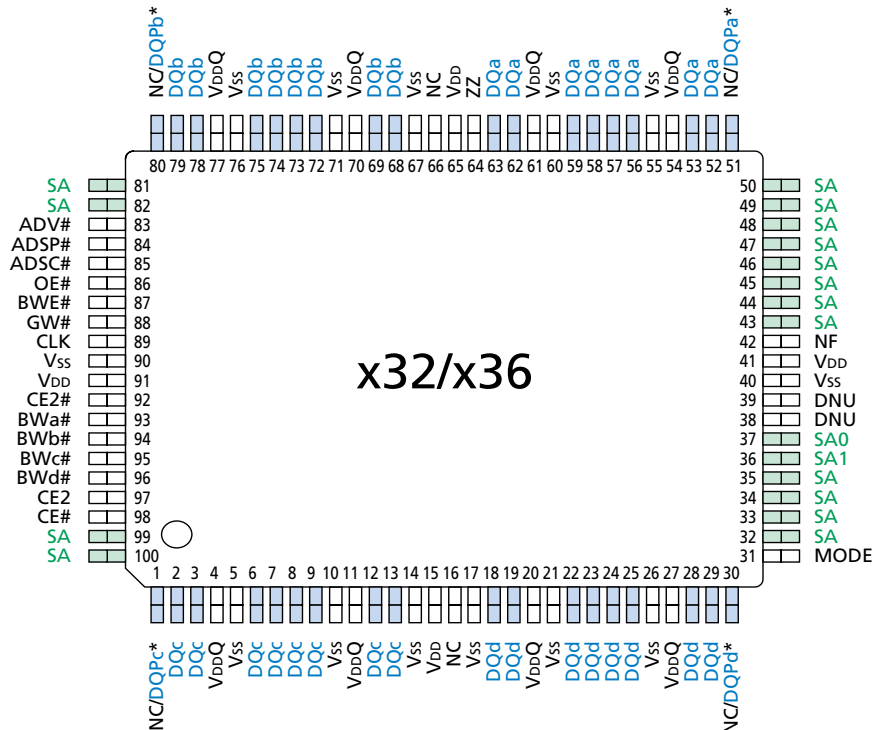 NC/DQPb* DQb DQb VDDQ Vss DQb DQb DQb DQb Vss VDDQ DQb DQb Vss NC VDD ZZ DQa DQa VDDQ Vss DQa DQa DQa DQa Vss VDDQ DQa DQa NC/DQPa*
80 79 78 77 76 75 74 73 72 71 70 69 68 67 66 65 64 63 62 61 60 59 58 57 56 55 54 53 52 51
SA 81 50 SA
SA 82 49 SA
ADV# 83 48 SA
ADSP# 84 47 SA
ADSC# 85 46 SA
OE# 86 45 SA
BWE# 87 44 SA
GW# 88 43 SA
CLK 89 42 NF
Vss 90 41 VDD
VDD 91 40 Vss
x32/x36
CE2# 92 39 DNU
BWa# 93 38 DNU
BWb# 94 37 SA0
BWc# 95 36 SA1
BWd# 96 35 SA
CE2 97 34 SA
CE# 98 33 SA
SA 99 32 SA
SA 100 31 MODE
1 2 3 4 5 6 7 8 9 10 11 12 13 14 15 16 17 18 19 20 21 22 23 24 25 26 27 28 29 30
NC/DQPc* DQc DQc VDDQ Vss DQc DQc DQc DQc Vss VDDQ DQc DQc Vss VDD NC Vss DQd DQd VDDQ Vss DQd DQd DQd DQd Vss VDDQ DQd DQd NC/DQPd*